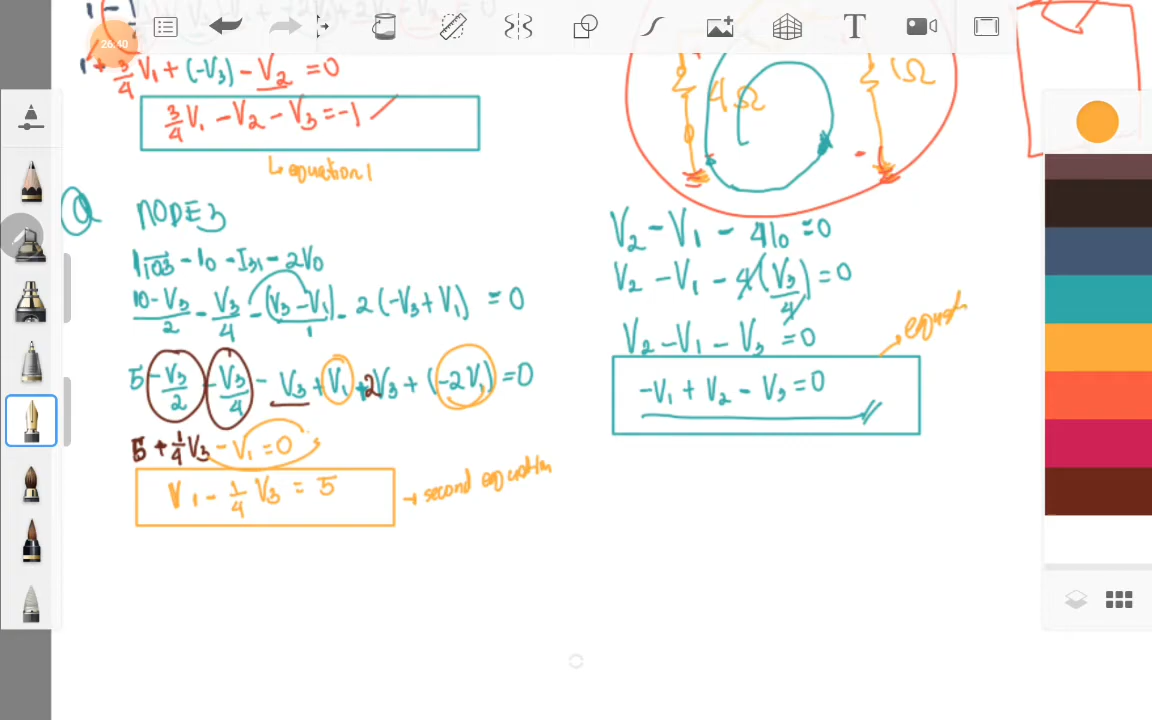 26:40
1 + 3/4 V₁ + (-V₃) - V₂ = 0
3/4 V₁ - V₂ - V₃ = -1
↳ equation 1
4Ω
1Ω
Q NODE 3
I₁₀₃ - I₀ - I₃₁ - 2V₀
(10 - V₃)/2 - V₃/4 - (V₃ - V₁)/1 - 2(-V₃ + V₁) = 0
5 - V₃/2 - V₃/4 - V₃ + V₁ + 2V₃ + (-2V₁) = 0
5 + 1/4 V₃ - V₁ = 0
V₁ - 1/4 V₃ = 5
→ second equation
V₂ - V₁ - 4I₀ = 0
V₂ - V₁ - 4(V₃/4) = 0
V₂ - V₁ - V₃ = 0
-V₁ + V₂ - V₃ = 0
T